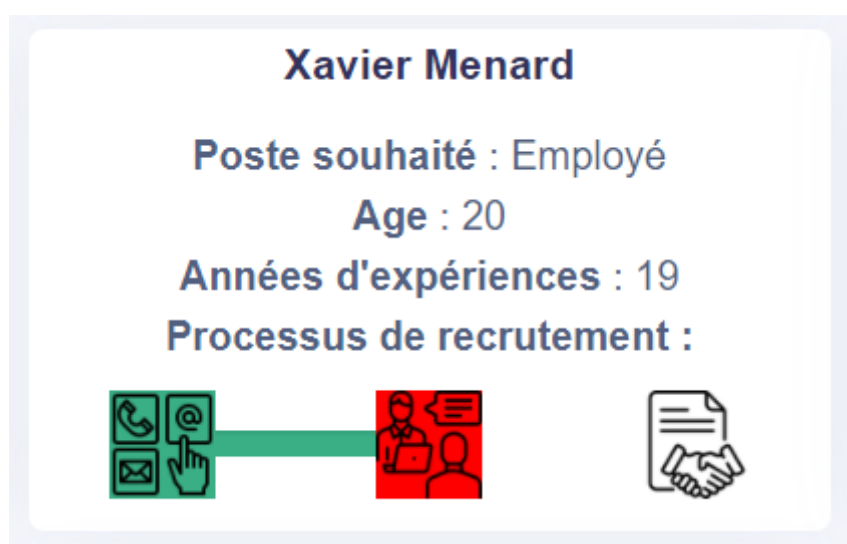 Xavier Menard
Poste souhaité : Employé
Age : 20
Années d'expériences : 19
Processus de recrutement :
@